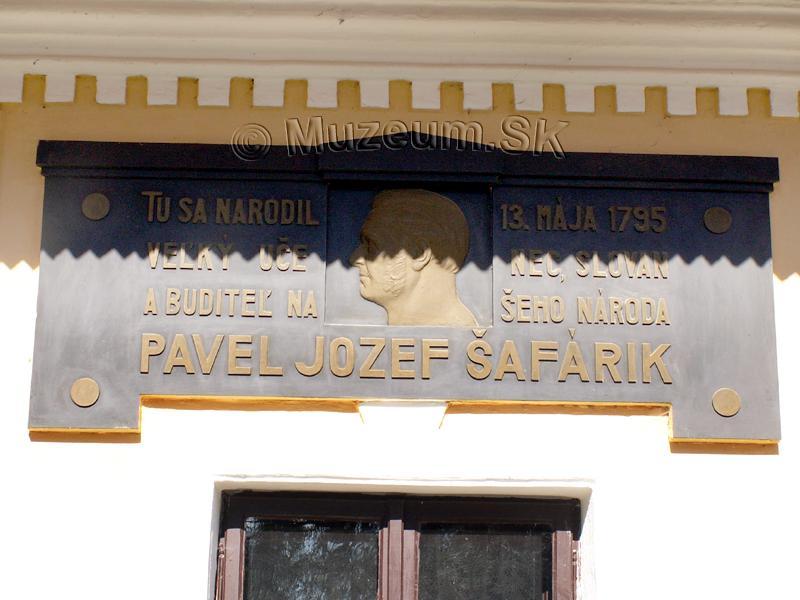 © Muzeum.SK
TU SA NARODIL 13. MÁJA 1795
VEĽKÝ UČE NEC, SLOVAN
A BUDITEĽ NA ŠEHO NÁRODA
PAVEL JOZEF ŠAFÁRIK